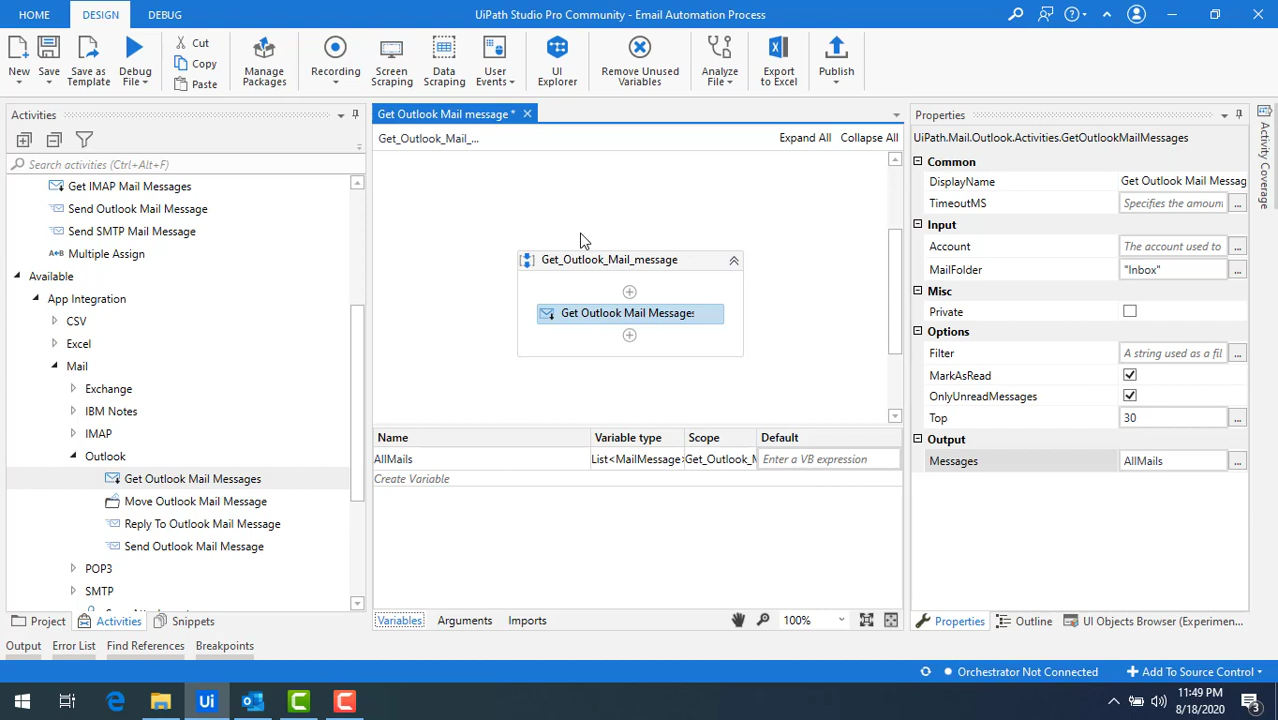 HOME DESIGN DEBUG UiPath Studio Pro Community - Email Automation Process
New Save Save as Template Debug File Cut Copy Paste Manage Packages Recording Screen Scraping Data Scraping User Events UI Explorer Remove Unused Variables Analyze File Export to Excel Publish
Activities
Search activities (Ctrl+Alt+F)
Get IMAP Mail Messages
Send Outlook Mail Message
Send SMTP Mail Message
A+B Multiple Assign
Available
App Integration
CSV
Excel
Mail
Exchange
IBM Notes
IMAP
Outlook
Get Outlook Mail Messages
Move Outlook Mail Message
Reply To Outlook Mail Message
Send Outlook Mail Message
POP3
SMTP
Project Activities Snippets
Get Outlook Mail message *
Get_Outlook_Mail_... Expand All Collapse All
Get_Outlook_Mail_message
Get Outlook Mail Messages
Name Variable type Scope Default
AllMails List<MailMessage> Get_Outlook_M Enter a VB expression
Create Variable
Variables Arguments Imports 100%
Properties
UiPath.Mail.Outlook.Activities.GetOutlookMailMessages
Common
DisplayName Get Outlook Mail Messag
TimeoutMS Specifies the amoun ...
Input
Account The account used to ...
MailFolder "Inbox" ...
Misc
Private
Options
Filter A string used as a fil ...
MarkAsRead
OnlyUnreadMessages
Top 30 ...
Output
Messages AllMails ...
Properties Outline UI Objects Browser (Experimen...
Activity Coverage
Output Error List Find References Breakpoints
Orchestrator Not Connected Add To Source Control
Ui 11:49 PM
8/18/2020 3